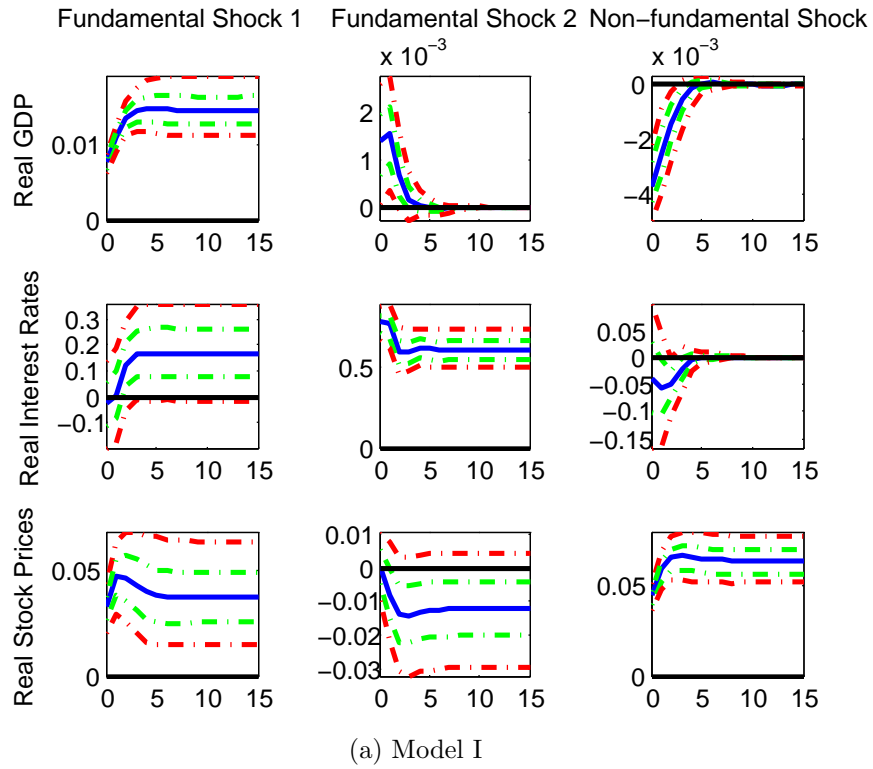 Fundamental Shock 1 Fundamental Shock 2 Non−fundamental Shock
x 10−3 x 10−3
Real GDP
0.01
0
0 5 10 15
2
1
0
0 5 10 15
0
−2
−4
0 5 10 15
Real Interest Rates
0.3
0.2
0.1
0
−0.1
0 5 10 15
0.5
0
0 5 10 15
0.05
0
−0.05
−0.10
−0.15
0 5 10 15
Real Stock Prices
0.05
0
0 5 10 15
0.01
0
−0.01
−0.02
−0.03
0 5 10 15
0.05
0
0 5 10 15
(a) Model I